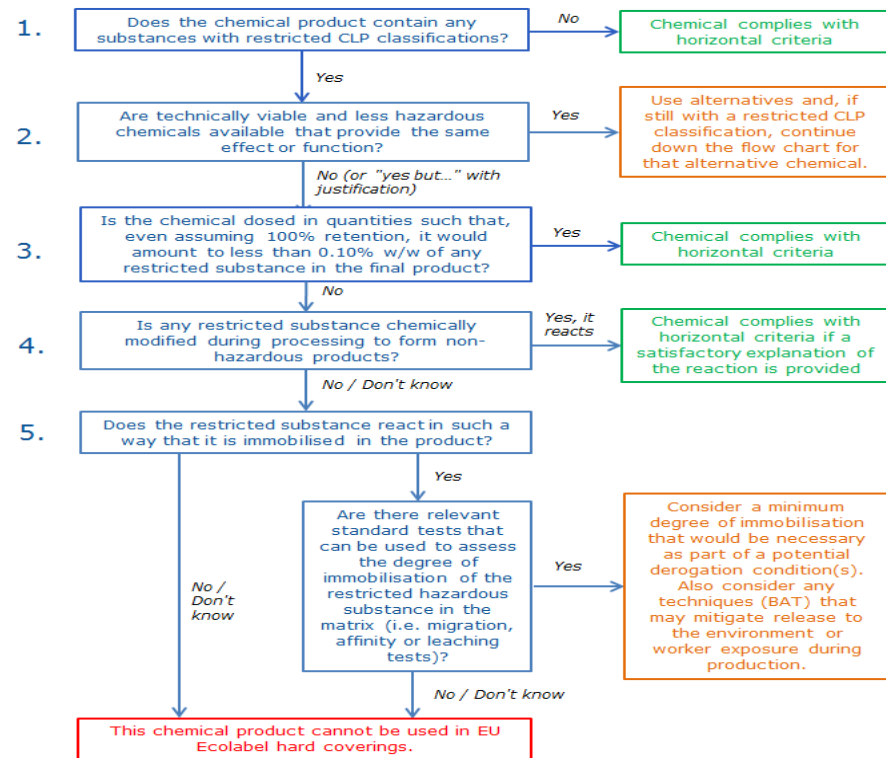 1.
Does the chemical product contain any
substances with restricted CLP classifications?
No
Chemical complies with
horizontal criteria
Yes
2.
Are technically viable and less hazardous
chemicals available that provide the same
effect or function?
Yes
Use alternatives and, if
still with a restricted CLP
classification, continue
down the flow chart for
that alternative chemical.
No (or "yes but..." with
justification)
3.
Is the chemical dosed in quantities such that,
even assuming 100% retention, it would
amount to less than 0.10% w/w of any
restricted substance in the final product?
Yes
Chemical complies with
horizontal criteria
No
4.
Is any restricted substance chemically
modified during processing to form non-
hazardous products?
Yes, it
reacts
Chemical complies with
horizontal criteria if a
satisfactory explanation of
the reaction is provided
No / Don't know
5.
Does the restricted substance react in such a
way that it is immobilised in the product?
Yes
No /
Don't
know
Are there relevant
standard tests that
can be used to assess
the degree of
immobilisation of the
restricted hazardous
substance in the
matrix (i.e. migration,
affinity or leaching
tests)?
Yes
Consider a minimum
degree of immobilisation
that would be necessary
as part of a potential
derogation condition(s).
Also consider any
techniques (BAT) that
may mitigate release to
the environment or
worker exposure during
production.
No / Don't know
This chemical product cannot be used in EU
Ecolabel hard coverings.